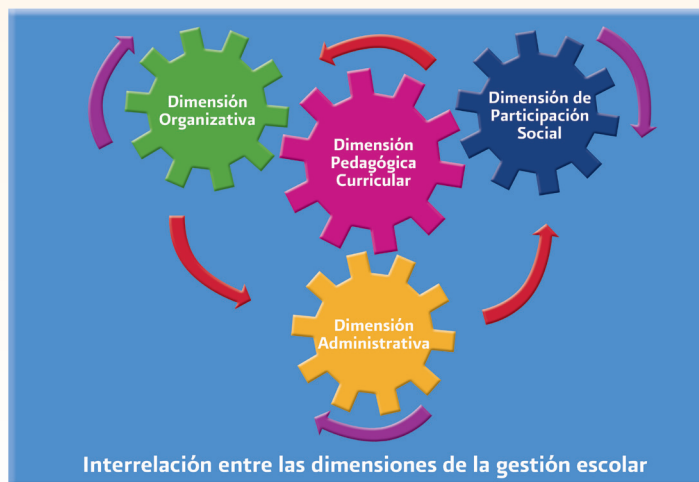 Dimensión
Organizativa
Dimensión
Pedagógica
Curricular
Dimensión de
Participación
Social
Dimensión
Administrativa
Interrelación entre las dimensiones de la gestión escolar